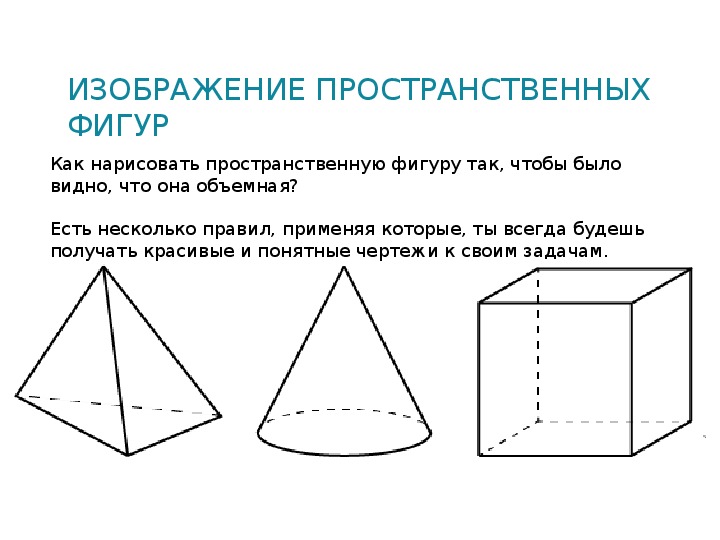 ИЗОБРАЖЕНИЕ ПРОСТРАНСТВЕННЫХ
ФИГУР
Как нарисовать пространственную фигуру так, чтобы было
видно, что она объемная?
Есть несколько правил, применяя которые, ты всегда будешь
получать красивые и понятные чертежи к своим задачам.